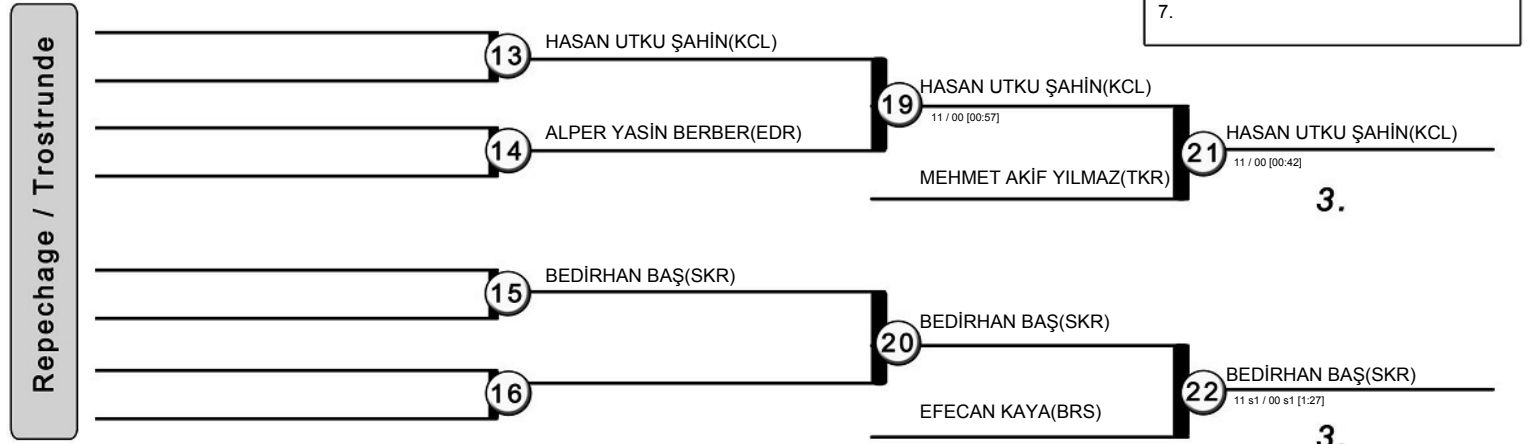 7.
Repechage / Trostrunde
13
HASAN UTKU ŞAHİN(KCL)
19
HASAN UTKU ŞAHİN(KCL)
11 / 00 [00:57]
14
ALPER YASİN BERBER(EDR)
21
HASAN UTKU ŞAHİN(KCL)
11 / 00 [00:42]
MEHMET AKİF YILMAZ(TKR)
3.
15
BEDİRHAN BAŞ(SKR)
20
BEDİRHAN BAŞ(SKR)
16
22
BEDİRHAN BAŞ(SKR)
11 s1 / 00 s1 [1:27]
EFECAN KAYA(BRS)
3.